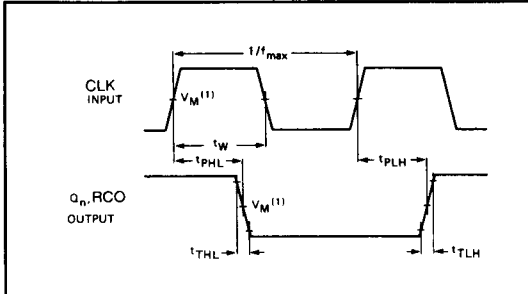 1/fmax
CLK
INPUT
VM(1)
tW
tPHL
tPLH
Qn, RCO
OUTPUT
VM(1)
tTHL
tTLH